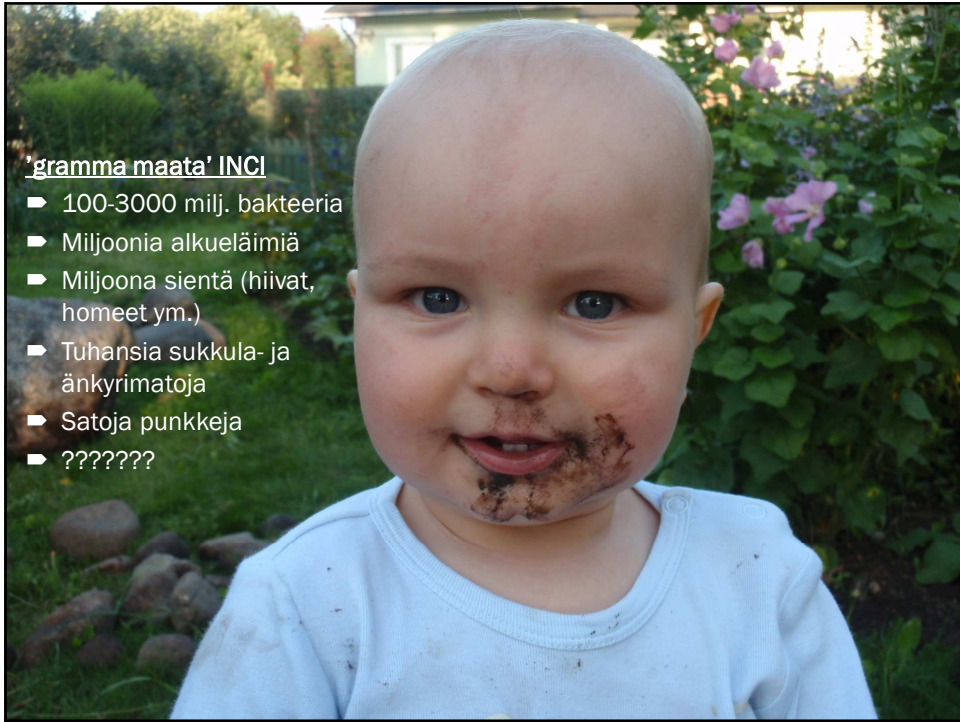 ’gramma maata’ INCI
100-3000 milj. bakteeria
Miljoonia alkueläimiä
Miljoona sientä (hiivat,
homeet ym.)
Tuhansia sukkula- ja
änkyrimatoja
Satoja punkkeja
???????